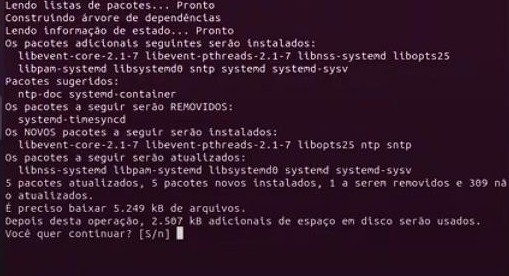 Lendo listas de pacotes... Pronto
Construindo árvore de dependências
Lendo informação de estado... Pronto
Os pacotes adicionais seguintes serão instalados:
libevent-core-2.1-7 libevent-pthreads-2.1-7 libnss-systemd libopts25
libpam-systemd libsystemd0 sntp systemd systemd-sysv
Pacotes sugeridos:
ntp-doc systemd-container
Os pacotes a seguir serão REMOVIDOS:
systemd-timesyncd
Os NOVOS pacotes a seguir serão instalados:
libevent-core-2.1-7 libevent-pthreads-2.1-7 libopts25 ntp sntp
Os pacotes a seguir serão atualizados:
libnss-systemd libpam-systemd libsystemd0 systemd systemd-sysv
5 pacotes atualizados, 5 pacotes novos instalados, 1 a serem removidos e 309 nã
o atualizados.
É preciso baixar 5.249 kB de arquivos.
Depois desta operação, 2.507 kB adicionais de espaço em disco serão usados.
Você quer continuar? [S/n]